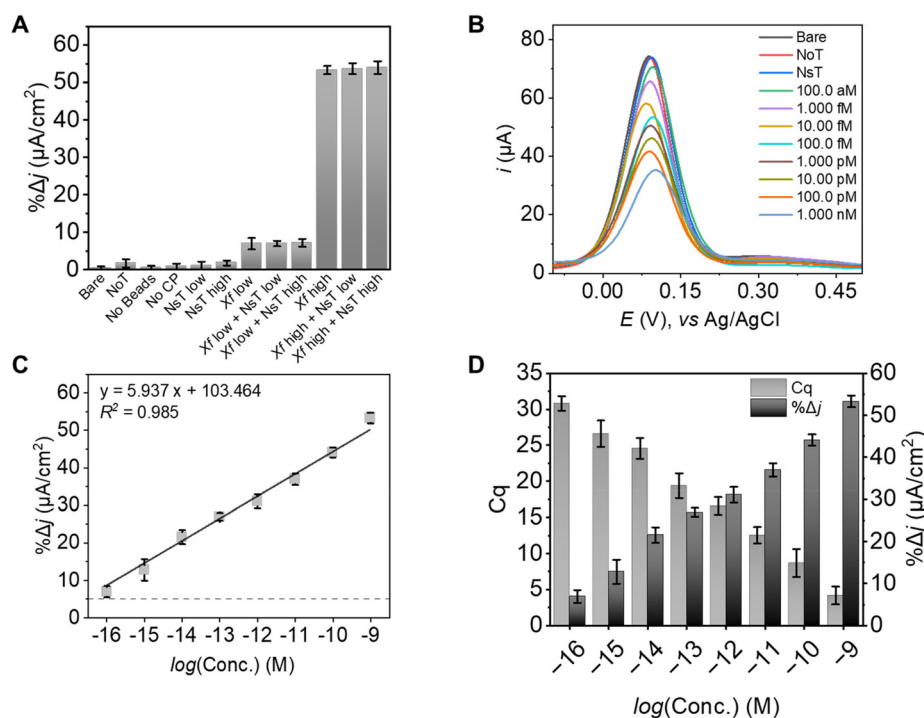 A
%Δj (µA/cm²)
60
50
40
30
20
10
0
Bare
NoT
No Beads
No CP
NsT low
NsT high
Xf low
Xf low + NsT low
Xf low + NsT high
Xf high
Xf high + NsT low
Xf high + NsT high
B
i (µA)
80
60
40
20
0
0.00 0.15 0.30 0.45
E (V), vs Ag/AgCl
Bare
NoT
NsT
100.0 aM
1.000 fM
10.00 fM
100.0 fM
1.000 pM
10.00 pM
100.0 pM
1.000 nM
C
y = 5.937 x + 103.464
R² = 0.985
%Δj (µA/cm²)
60
50
40
30
20
10
0
-16 -15 -14 -13 -12 -11 -10 -9
log(Conc.) (M)
D
Cq
%Δj
Cq
35
30
25
20
15
10
5
0
%Δj (µA/cm²)
60
50
40
30
20
10
0
−16 −15 −14 −13 −12 −11 −10 −9
log(Conc.) (M)